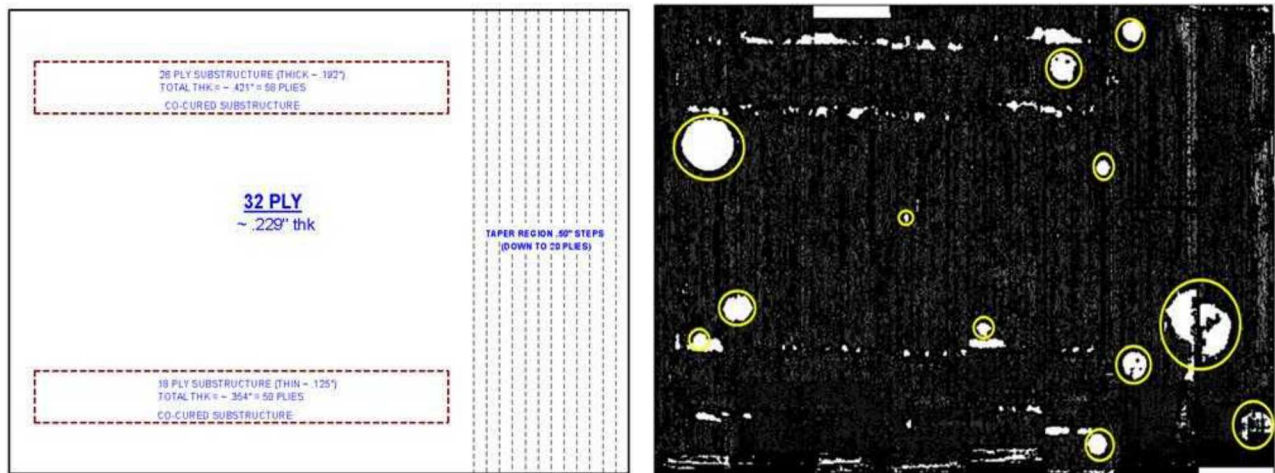 26 PLY SUBSTRUCTURE (THICK ~ .192")
TOTAL THK = ~ .421" = 58 PLIES
CO-CURED SUBSTRUCTURE
32 PLY
~ .229" thk
TAPER REGION .50" STEPS
(DOWN TO 20 PLIES)
18 PLY SUBSTRUCTURE (THIN ~ .125")
TOTAL THK = ~ .354" = 50 PLIES
CO-CURED SUBSTRUCTURE